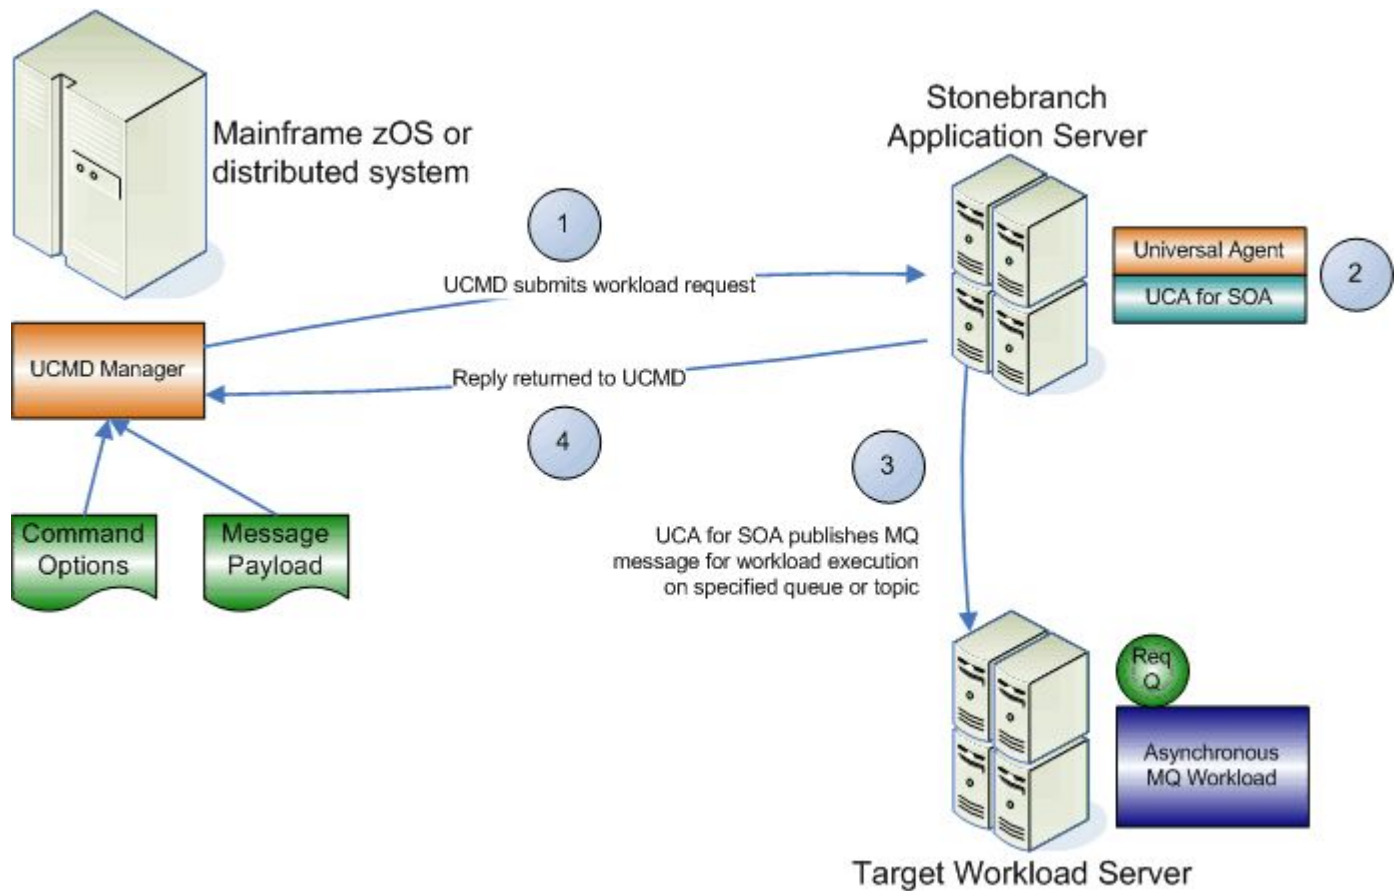 Mainframe zOS or
distributed system
Stonebranch
Application Server
1
UCMD submits workload request
Universal Agent
UCA for SOA
2
UCMD Manager
Reply returned to UCMD
4
3
Command
Options
Message
Payload
UCA for SOA publishes MQ
message for workload execution
on specified queue or topic
Req
Q
Asynchronous
MQ Workload
Target Workload Server